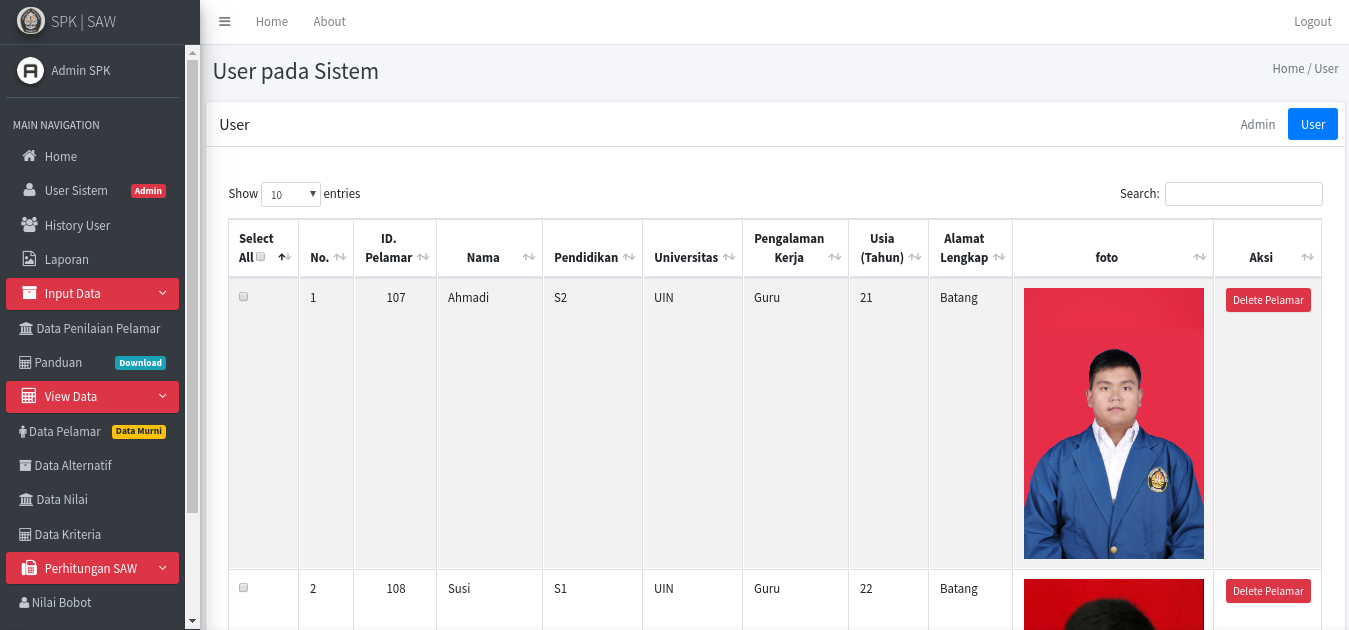 SPK | SAW
Home
About
Logout
Admin SPK
User pada Sistem
Home / User
MAIN NAVIGATION
Home
User Sistem
Admin
History User
Laporan
Input Data
Data Penilaian Pelamar
Panduan
Download
View Data
Data Pelamar
Data Murni
Data Alternatif
Data Nilai
Data Kriteria
Perhitungan SAW
Nilai Bobot
User
Admin
User
Show 10 entries
Search:
Select All
No.
ID. Pelamar
Nama
Pendidikan
Universitas
Pengalaman Kerja
Usia (Tahun)
Alamat Lengkap
foto
Aksi
1 107 Ahmadi S2 UIN Guru 21 Batang Delete Pelamar
2 108 Susi S1 UIN Guru 22 Batang Delete Pelamar